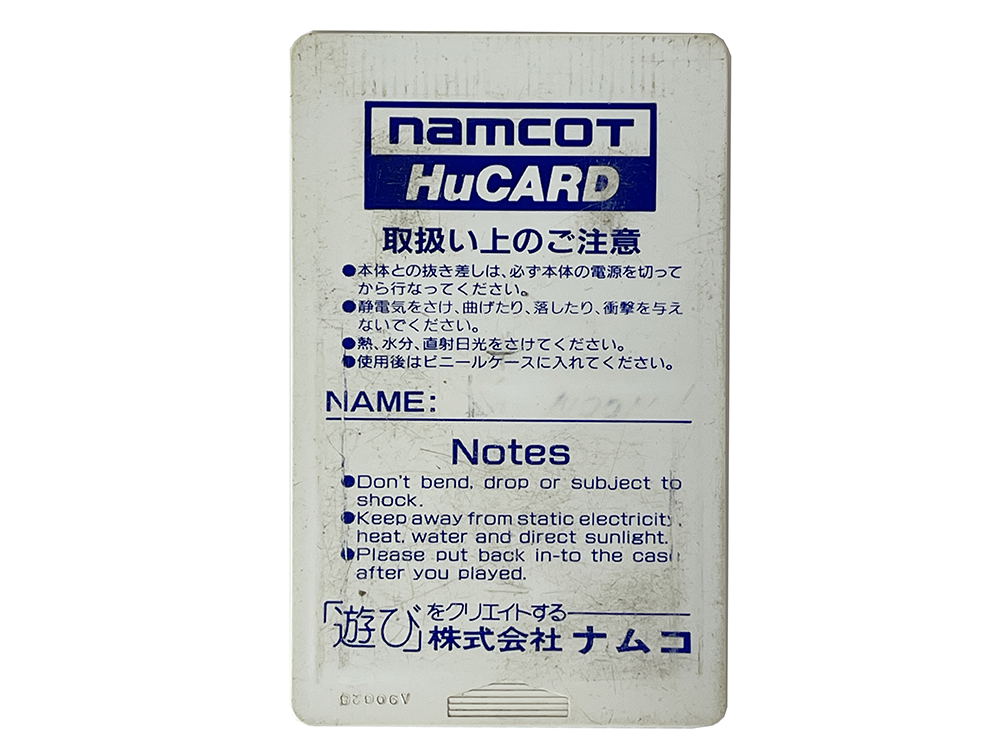 namcoT
HuCARD
取扱い上のご注意
●本体との抜き差しは、必ず本体の電源を切って
から行なってください。
●静電気をさけ、曲げたり、落したり、衝撃を与え
ないでください。
●熱、水分、直射日光をさけてください。
●使用後はビニールケースに入れてください。
NAME:
Notes
●Don't bend, drop or subject to
shock.
●Keep away from static electricity,
heat, water and direct sunlight.
●Please put back in-to the case
after you played.
「遊び」をクリエイトする
株式会社ナムコ